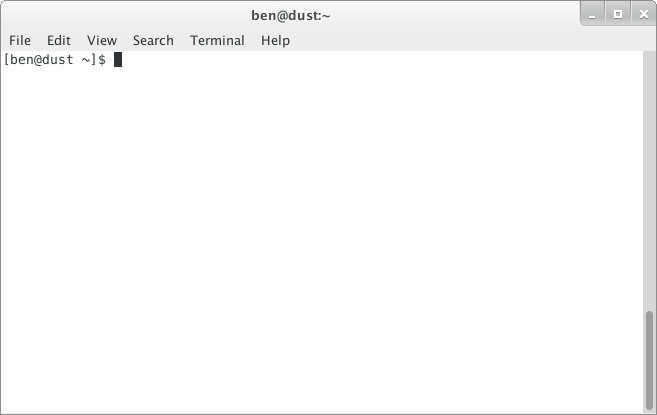 ben@dust:~
File Edit View Search Terminal Help
[ben@dust ~]$